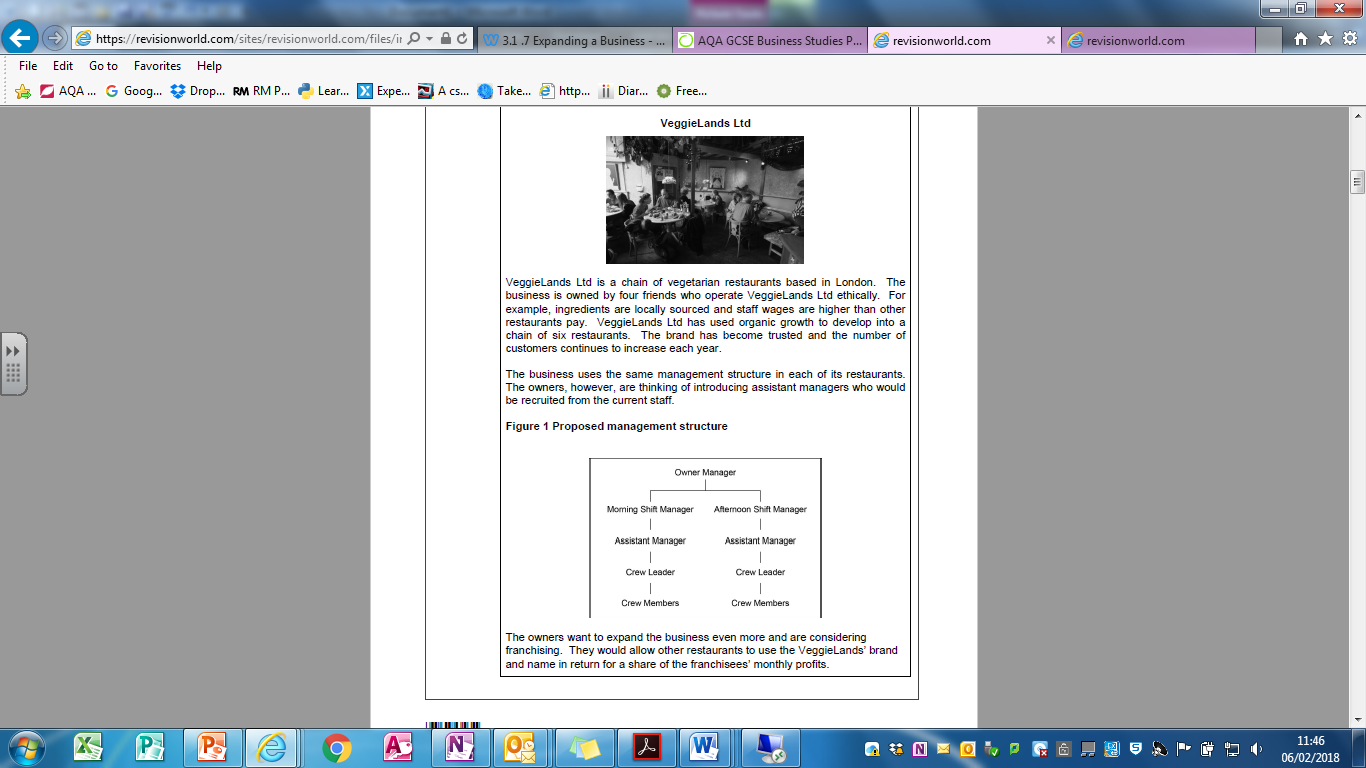 https://revisionworld.com/sites/revisionworld.com/files/ir
3.1 .7 Expanding a Business - ...
AQA GCSE Business Studies P...
revisionworld.com
revisionworld.com
File Edit Go to Favorites Help
AQA ... Goog... Drop... RM P... Lear... Expe... A cs... Take... http... Diar... Free...
VeggieLands Ltd
VeggieLands Ltd is a chain of vegetarian restaurants based in London. The
business is owned by four friends who operate VeggieLands Ltd ethically. For
example, ingredients are locally sourced and staff wages are higher than other
restaurants pay. VeggieLands Ltd has used organic growth to develop into a
chain of six restaurants. The brand has become trusted and the number of
customers continues to increase each year.
The business uses the same management structure in each of its restaurants.
The owners, however, are thinking of introducing assistant managers who would
be recruited from the current staff.
Figure 1 Proposed management structure
Owner Manager
Morning Shift Manager Afternoon Shift Manager
Assistant Manager Assistant Manager
Crew Leader Crew Leader
Crew Members Crew Members
The owners want to expand the business even more and are considering
franchising. They would allow other restaurants to use the VeggieLands' brand
and name in return for a share of the franchisees' monthly profits.
11:46
06/02/2018